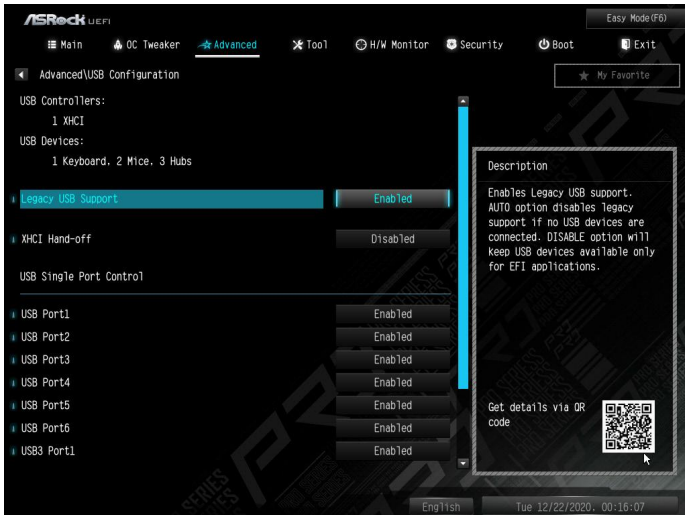 ASRock UEFI
Easy Mode(F6)
Main OC Tweaker Advanced Tool H/W Monitor Security Boot Exit
Advanced\USB Configuration
My Favorite
USB Controllers:
1 XHCI
USB Devices:
1 Keyboard, 2 Mice, 3 Hubs
Legacy USB Support Enabled
XHCI Hand-off Disabled
USB Single Port Control
USB Port1 Enabled
USB Port2 Enabled
USB Port3 Enabled
USB Port4 Enabled
USB Port5 Enabled
USB Port6 Enabled
USB3 Port1 Enabled
Description
Enables Legacy USB support.
AUTO option disables legacy
support if no USB devices are
connected. DISABLE option will
keep USB devices available only
for EFI applications.
Get details via QR
code
English
Tue 12/22/2020, 00:16:07